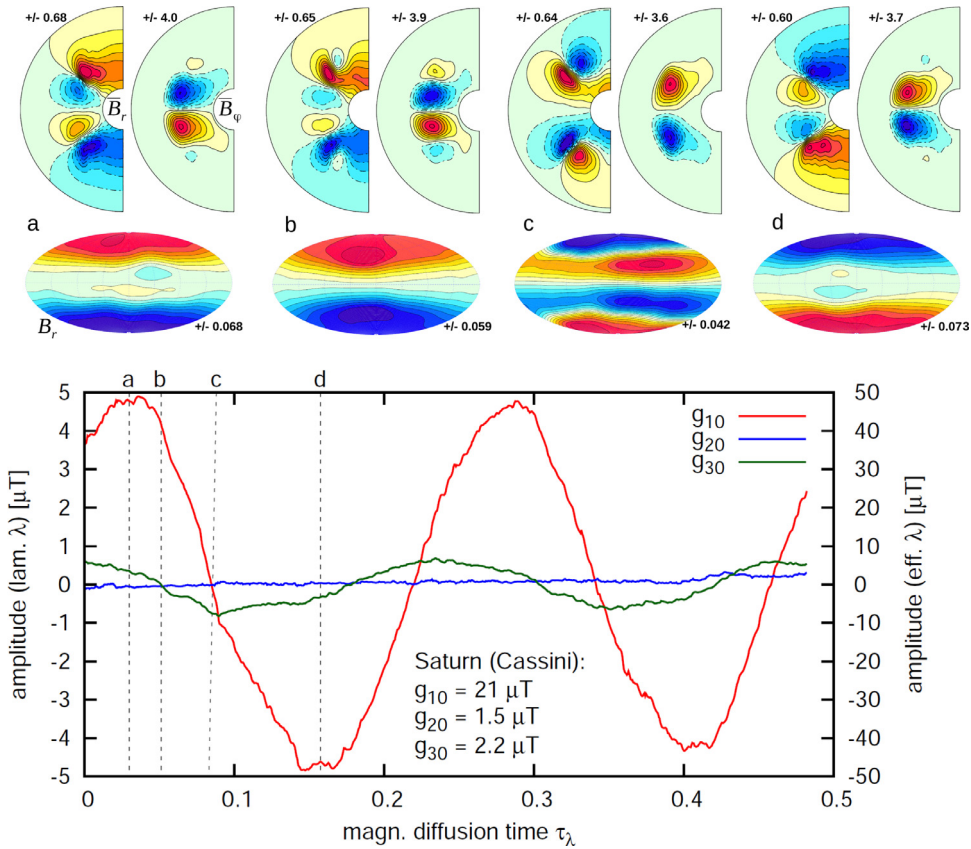 +/- 0.68
+/- 4.0
+/- 0.65
+/- 3.9
+/- 0.64
+/- 3.6
+/- 0.60
+/- 3.7
B̅r
B̅φ
a
b
c
d
Br
+/- 0.068
+/- 0.059
+/- 0.042
+/- 0.073
a b c d
5
4
3
2
1
0
-1
-2
-3
-4
-5
amplitude (lam. λ) [μT]
50
40
30
20
10
0
-10
-20
-30
-40
-50
amplitude (eff. λ) [μT]
g10
g20
g30
Saturn (Cassini):
g10 = 21 μT
g20 = 1.5 μT
g30 = 2.2 μT
0 0.1 0.2 0.3 0.4 0.5
magn. diffusion time τλ